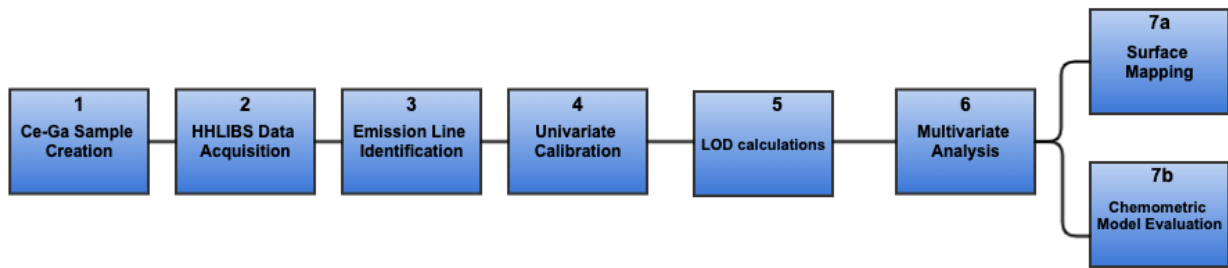 1
Ce-Ga Sample
Creation
2
HHLIBS Data
Acquisition
3
Emission Line
Identification
4
Univariate
Calibration
5
LOD calculations
6
Multivariate
Analysis
7a
Surface
Mapping
7b
Chemometric
Model Evaluation